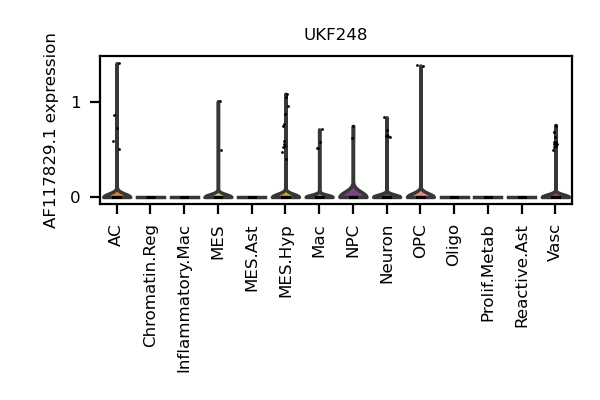 UKF248
AF117829.1 expression
1
0
AC
Chromatin.Reg
Inflammatory.Mac
MES
MES.Ast
MES.Hyp
Mac
NPC
Neuron
OPC
Oligo
Prolif.Metab
Reactive.Ast
Vasc